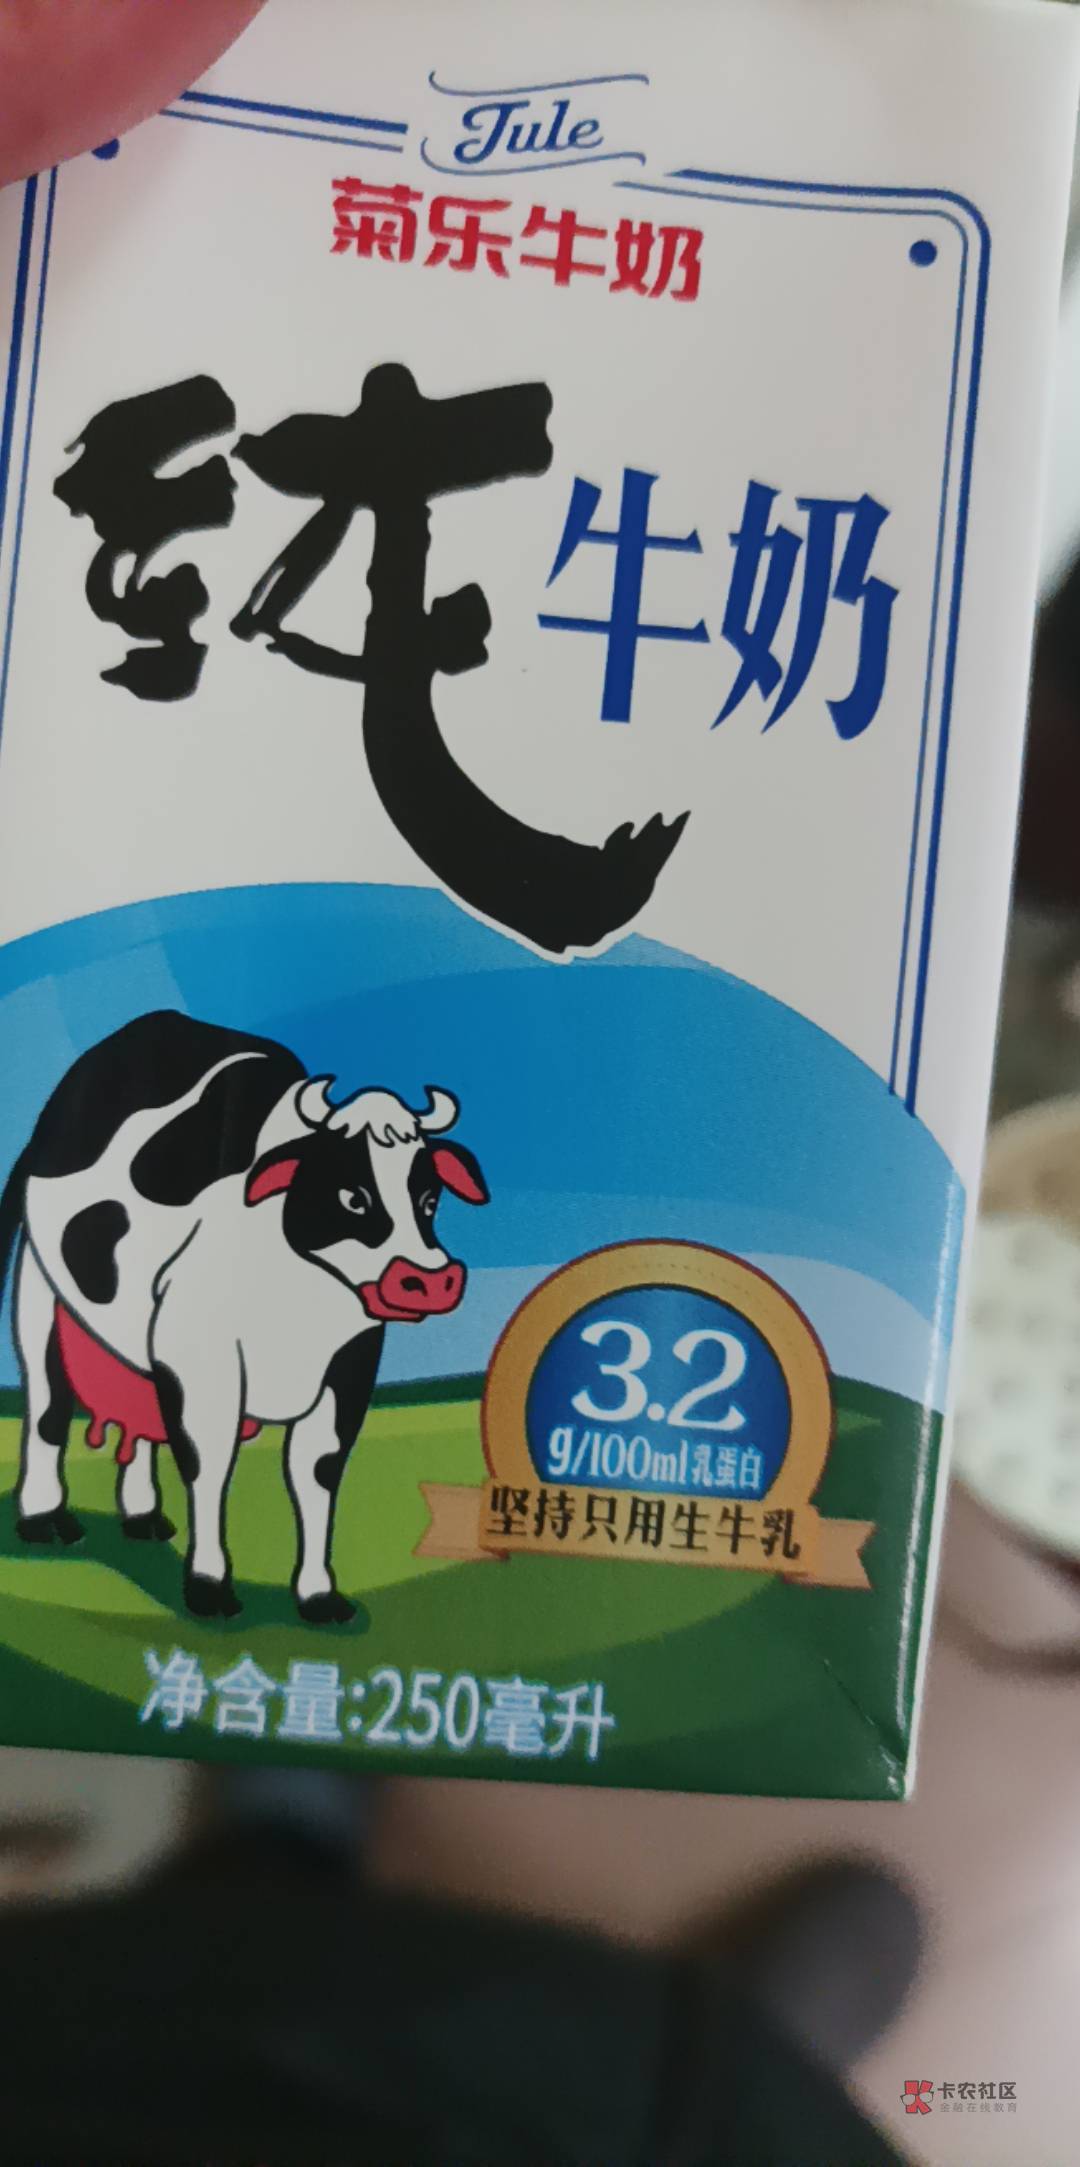 Jule
菊乐牛奶
纯牛奶
3.2
g/100ml乳蛋白
坚持只用生牛乳
净含量:250毫升
卡农社区
金融在线教育